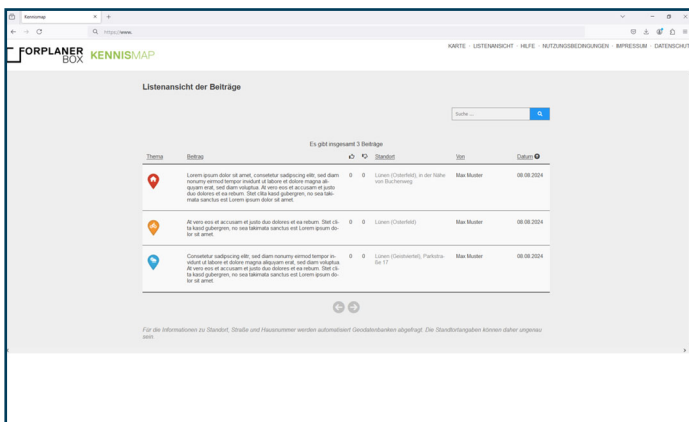 Kennismap
https://www.
FORPLANER
BOX
KENNISMAP
KARTE - LISTENANSICHT - HILFE - NUTZUNGSBEDINGUNGEN - IMPRESSUM - DATENSCHUT
Listenansicht der Beiträge
Suche ...
Es gibt insgesamt 3 Beiträge
Thema Beitrag Standort Von Datum
Lorem ipsum dolor sit amet, consetetur sadipscing elitr, sed diam 0 0 Lünen (Osterfeld), in der Nähe Max Muster 08.08.2024
nonumy eirmod tempor invidunt ut labore et dolore magna ali- von Buchenweg
quyam erat, sed diam voluptua. At vero eos et accusam et justo
duo dolores et ea rebum. Stet clita kasd gubergren, no sea taki-
mata sanctus est Lorem ipsum dolor sit amet.
At vero eos et accusam et justo duo dolores et ea rebum. Stet cli- 0 0 Lünen (Osterfeld) Max Muster 08.08.2024
ta kasd gubergren, no sea takimata sanctus est Lorem ipsum do-
lor sit amet.
Consetetur sadipscing elitr, sed diam nonumy eirmod tempor in- 0 0 Lünen (Geistviertel), Parkstra- Max Muster 08.08.2024
vidunt ut labore et dolore magna aliquyam erat, sed diam voluptua. ße 17
At vero eos et accusam et justo duo dolores et ea rebum. Stet cli-
ta kasd gubergren, no sea takimata sanctus est Lorem ipsum do-
lor sit amet.
Für die Informationen zu Standort, Straße und Hausnummer werden automatisiert Geodatenbanken abgefragt. Die Standortangaben können daher ungenau
sein.